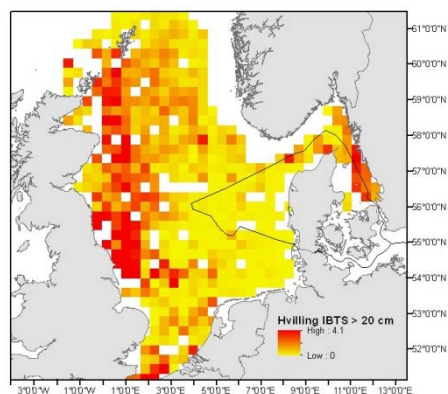 61°0'0"N
60°0'0"N
59°0'0"N
58°0'0"N
57°0'0"N
56°0'0"N
55°0'0"N
54°0'0"N
53°0'0"N
52°0'0"N
Hvilling IBTS > 20 cm
High : 4.1
Low : 0
3°0'0"W 1°0'0"W 1°0'0"E 3°0'0"E 5°0'0"E 7°0'0"E 9°0'0"E 11°0'0"E 13°0'0"E